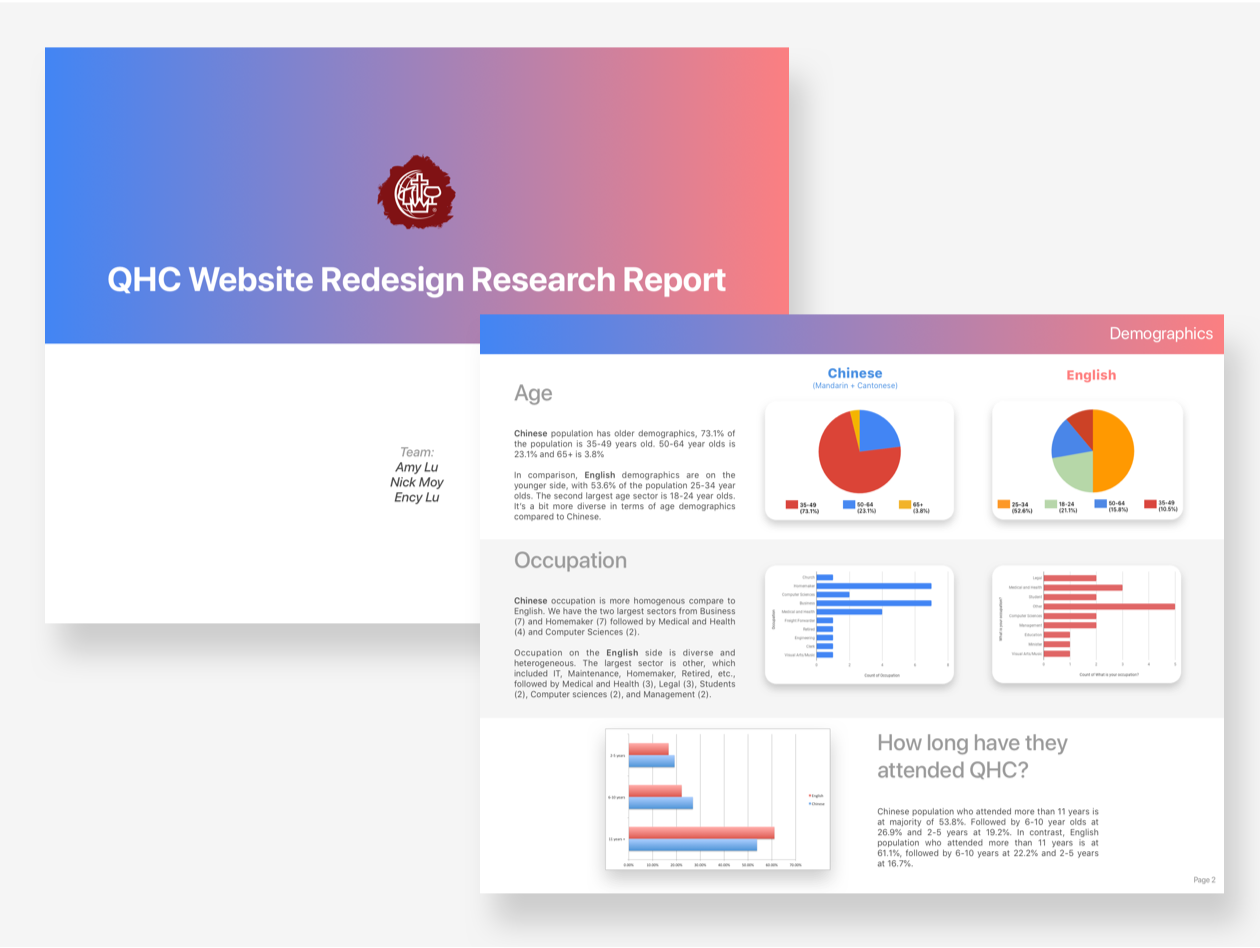 QHC Website Redesign Research Report
Team:
Amy Lu
Nick Moy
Ency Lu
Demographics
Age
Chinese population has older demographics, 73.1% of
the population is 35-49 years old. 50-64 year olds is
23.1% and 65+ is 3.8%
In comparison, English demographics are on the
younger side, with 53.6% of the population 25-34 year
olds. The second largest age sector is 18-24 year olds.
It's a bit more diverse in terms of age demographics
compared to Chinese.
Chinese
(Mandarin + Cantonese)
35-49
(73.1%)
50-64
(23.1%)
65+
(3.8%)
English
25-34
(52.6%)
18-24
(21.1%)
50-64
(15.8%)
35-49
(10.5%)
Occupation
Chinese occupation is more homogenous compare to
English. We have the two largest sectors from Business
(7) and Homemaker (7) followed by Medical and Health
(4) and Computer Sciences (2).
Occupation on the English side is diverse and
heterogeneous. The largest sector is other, which
included IT, Maintenance, Homemaker, Retired, etc.,
followed by Medical and Health (3), Legal (3), Students
(2), Computer sciences (2), and Management (2).
Occupation
Homemaker
Computer Sciences
Business
Medical and Health
Freight Forwarder
Retired
Engineering
Visual Arts/Music
0 2 4 6 8
Count of Occupation
What is your occupation?
Legal
Medical and Health
Student
Other
Computer Sciences
Management
Education
Visual Arts/Music
0 1 2 3 4 5
Count of What is your occupation?
2-5 years
6-10 years
11 years +
0.00% 10.00% 20.00% 30.00% 40.00% 50.00% 60.00% 70.00%
English
Chinese
How long have they
attended QHC?
Chinese population who attended more than 11 years is
at majority of 53.8%. Followed by 6-10 year olds at
26.9% and 2-5 years at 19.2%. In contrast, English
population who attended more than 11 years is at
61.1%, followed by 6-10 years at 22.2% and 2-5 years
at 16.7%.
Page 2